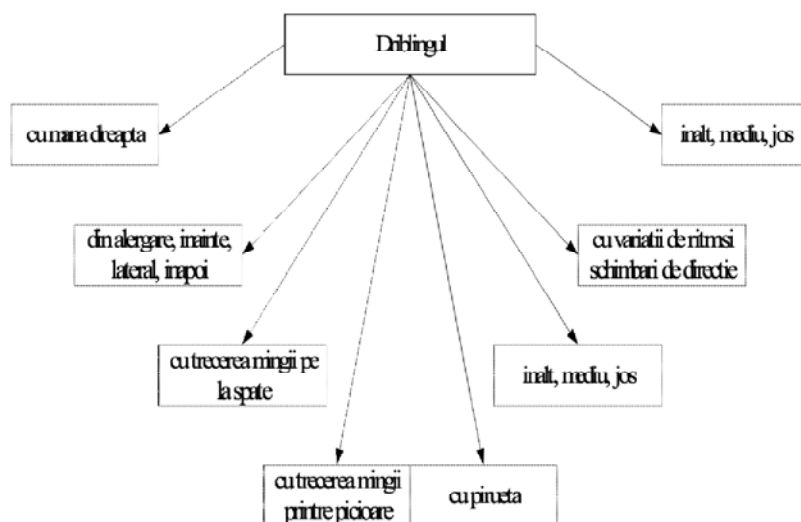 Driblingul
cu mana dreapta
inalt, mediu, jos
din alergare, inainte,
lateral, inapoi
cu variatii de ritm si
schimbari de directie
cu trecerea mingii pe
la spate
inalt, mediu, jos
cu trecerea mingii
printre picioare
cu pirueta